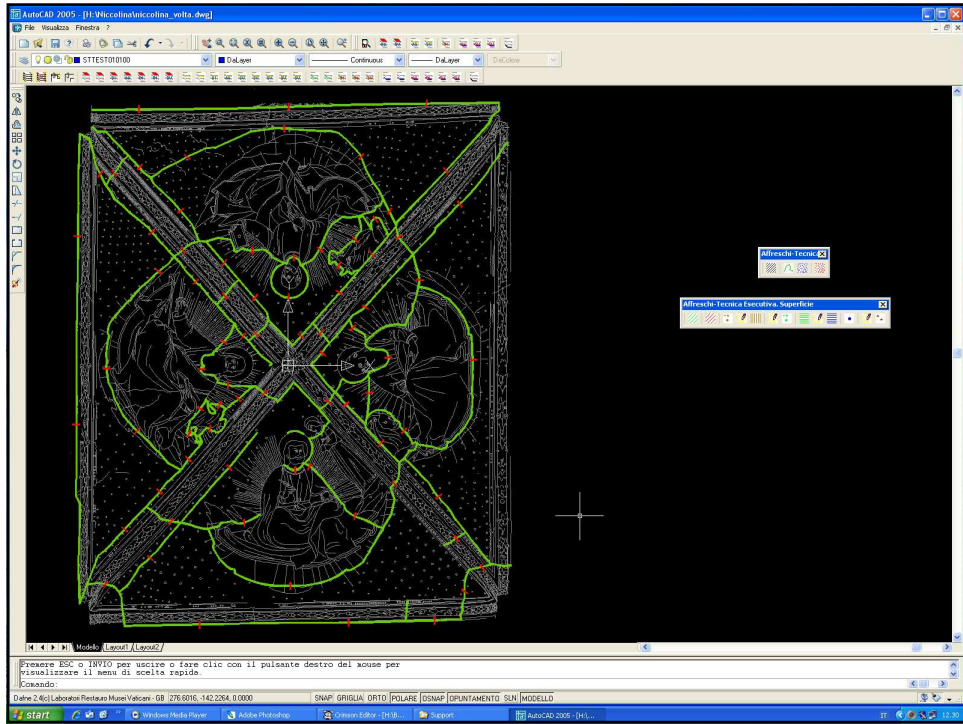 AutoCAD 2005 - [H:\Niccolina\niccolina_volta.dwg]
File Visualizza Finestra ?
STTEST010100 DaLayer Continuous DaLayer DaColore
Affreschi-Tecnic
Affreschi-Tecnica Esecutiva. Superficie
X
Modello Layout1 Layout2
Premere ESC o INVIO per uscire o fare clic con il pulsante destro del mouse per
visualizzare il menu di scelta rapida.
Comando:
Dafne 2.4(c) Laboratori Restauro Musei Vaticani - GB 276.6016, -142.2264, 0.0000 SNAP GRIGLIA ORTO POLARE OSNAP OPUNTAMENTO SLN MODELLO
start Windows Media Player Adobe Photoshop Crimson Editor - [H:\B... Support AutoCAD 2005 - [H:\... IT 12.30